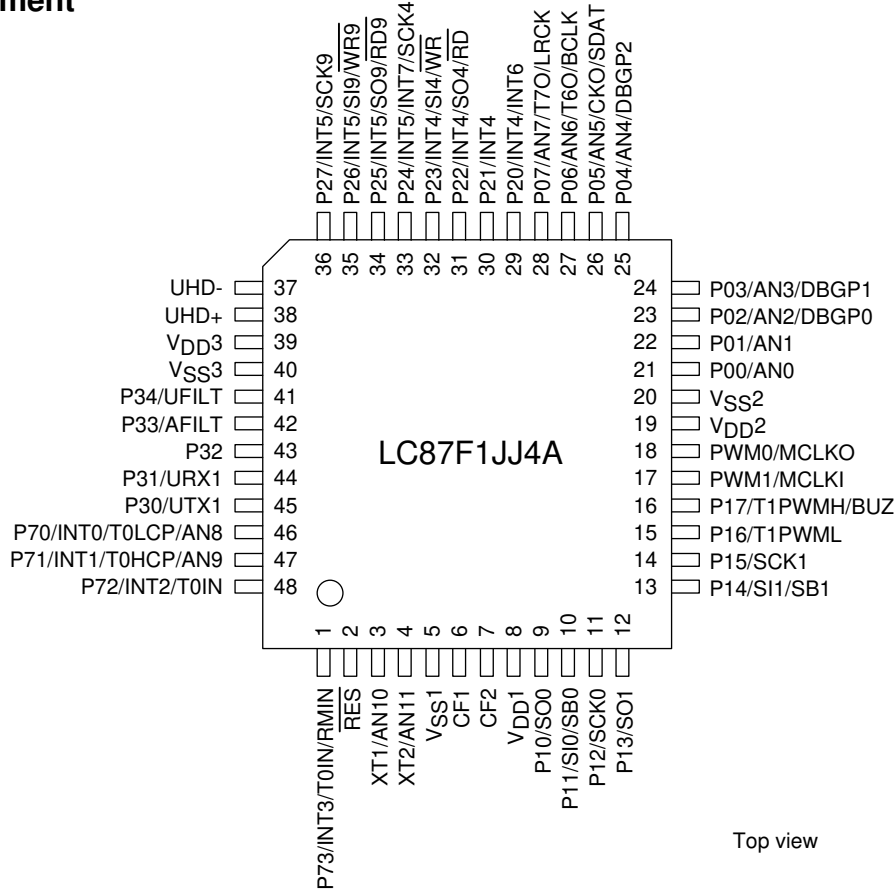 ment
P27/INT5/SCK9
P26/INT5/SI9/WR9
P25/INT5/SO9/RD9
P24/INT5/INT7/SCK4
P23/INT4/SI4/WR
P22/INT4/SO4/RD
P21/INT4
P20/INT4/INT6
P07/AN7/T7O/LRCK
P06/AN6/T6O/BCLK
P05/AN5/CKO/SDAT
P04/AN4/DBGP2
36 35 34 33 32 31 30 29 28 27 26 25
UHD- 37 24 P03/AN3/DBGP1
UHD+ 38 23 P02/AN2/DBGP0
VDD3 39 22 P01/AN1
VSS3 40 21 P00/AN0
P34/UFILT 41 20 VSS2
P33/AFILT 42 19 VDD2
P32 43 LC87F1JJ4A 18 PWM0/MCLKO
P31/URX1 44 17 PWM1/MCLKI
P30/UTX1 45 16 P17/T1PWMH/BUZ
P70/INT0/T0LCP/AN8 46 15 P16/T1PWML
P71/INT1/T0HCP/AN9 47 14 P15/SCK1
P72/INT2/T0IN 48 13 P14/SI1/SB1
1 2 3 4 5 6 7 8 9 10 11 12
P73/INT3/T0IN/RMIN
RES
XT1/AN10
XT2/AN11
VSS1
CF1
CF2
VDD1
P10/SO0
P11/SI0/SB0
P12/SCK0
P13/SO1
Top view